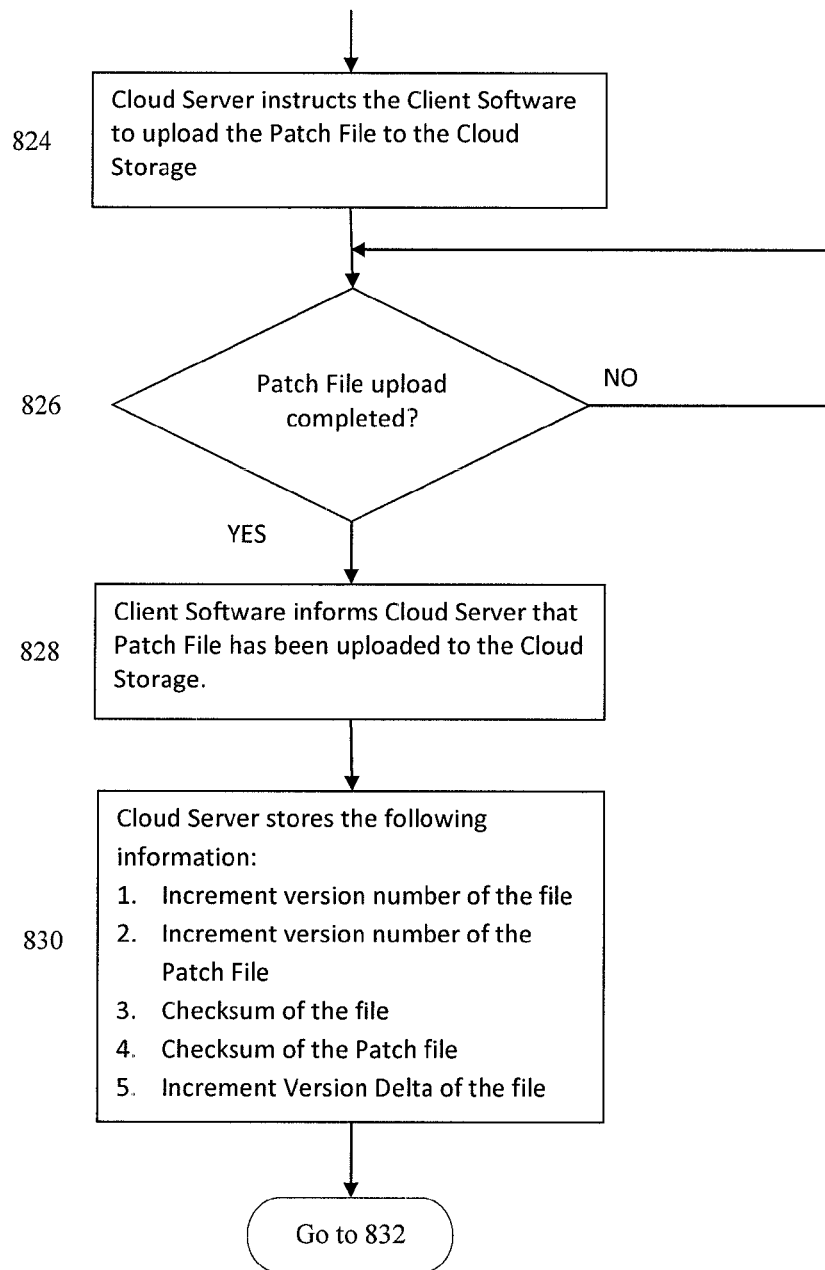 824
Cloud Server instructs the Client Software
to upload the Patch File to the Cloud
Storage
826
Patch File upload
completed?
NO
YES
828
Client Software informs Cloud Server that
Patch File has been uploaded to the Cloud
Storage.
830
Cloud Server stores the following
information:
1. Increment version number of the file
2. Increment version number of the
Patch File
3. Checksum of the file
4. Checksum of the Patch file
5. Increment Version Delta of the file
Go to 832